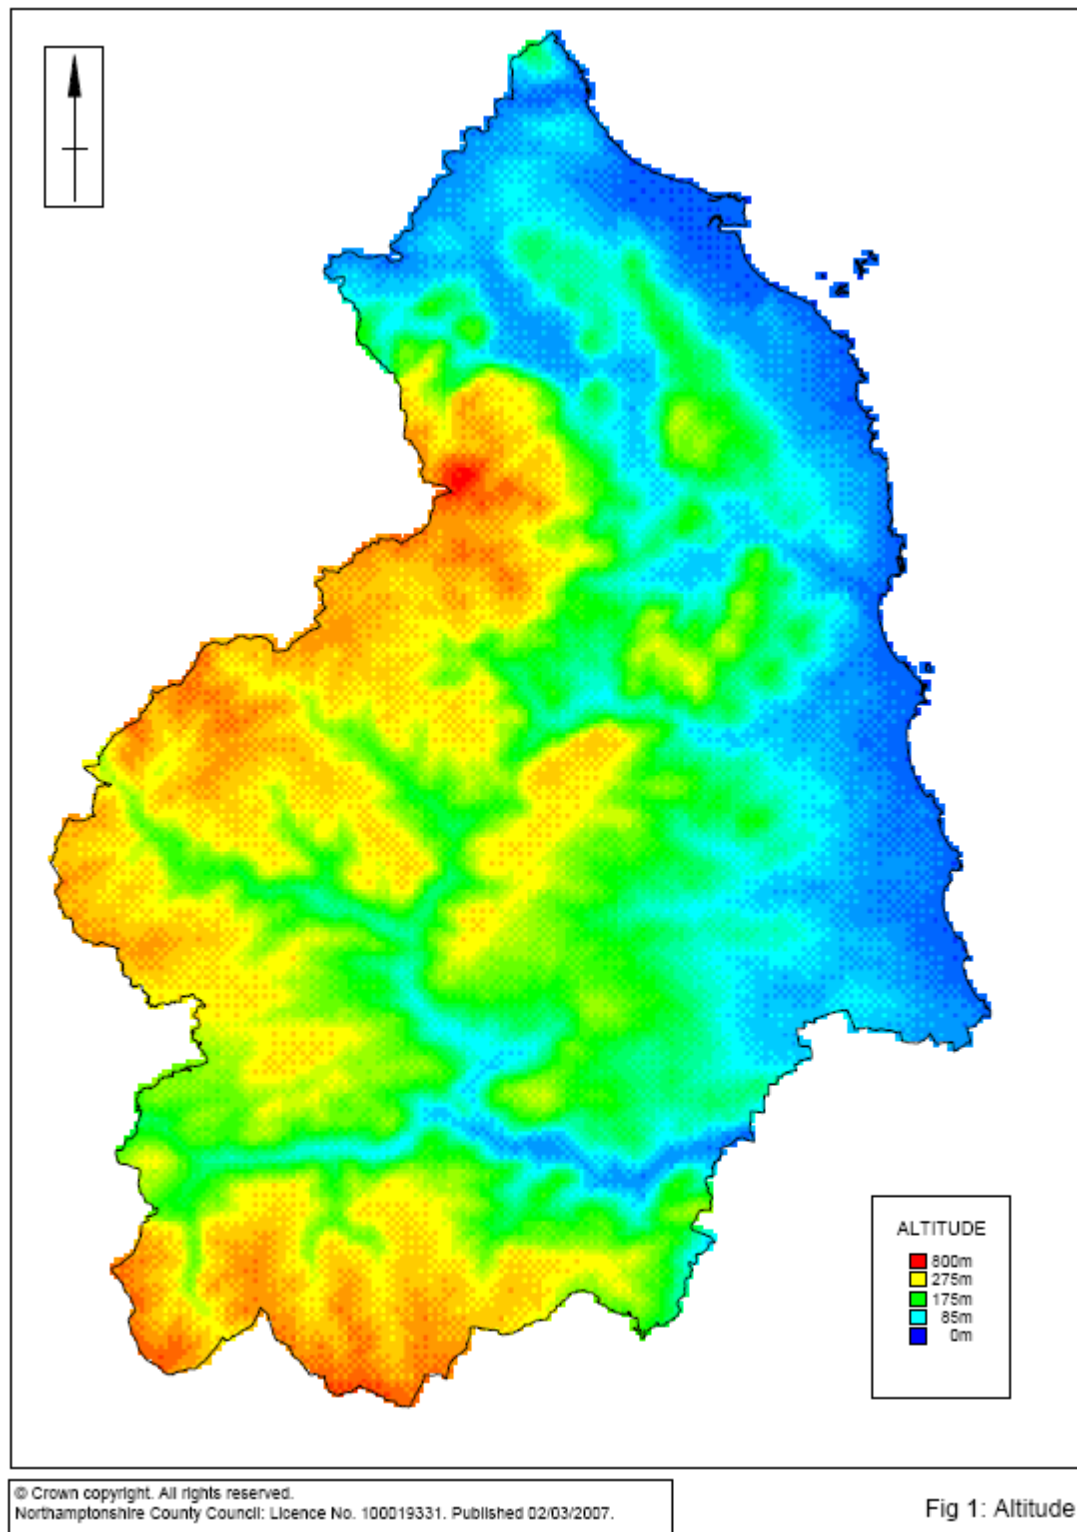 ALTITUDE
800m
275m
175m
85m
0m
© Crown copyright. All rights reserved.
Northamptonshire County Council: Licence No. 100019331. Published 02/03/2007.
Fig 1: Altitude